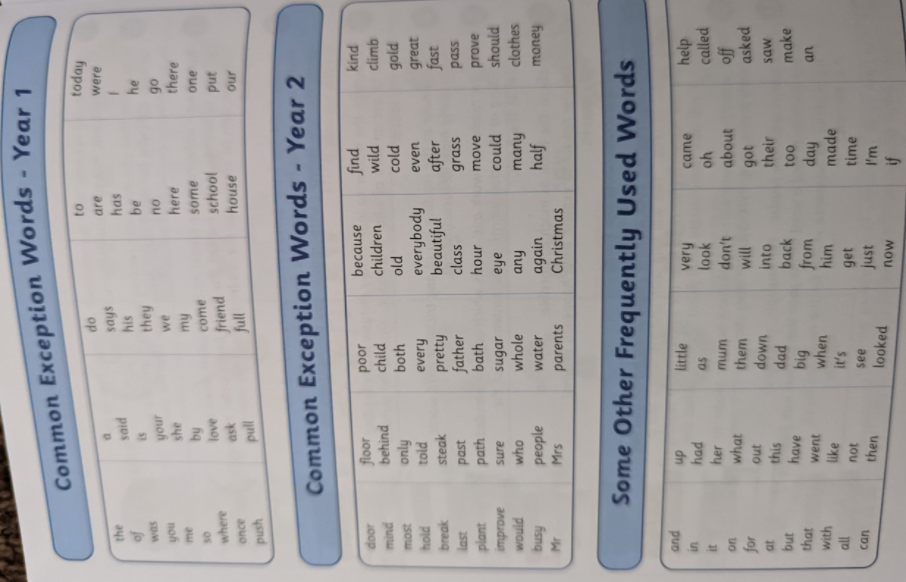 Common Exception Words - Year 1
the a do to today
of said says are were
was is his has I
you your they be he
me she we no go
so by my here there
where love come some one
once ask friend school put
push pull full house our
Common Exception Words - Year 2
door floor poor because find kind
mind behind child children wild climb
most only both old cold gold
hold told every everybody even great
break steak pretty beautiful after fast
last past father class grass pass
plant path bath hour move prove
improve sure sugar eye could should
would who whole any many clothes
busy people water again half money
Mr Mrs parents Christmas
Some Other Frequently Used Words
and up little very came help
in had as look oh called
it her mum don't about off
on what them will got asked
for out down into their saw
at this dad back too make
but have big from day an
that went when him made
with like it's get time
all not see just I'm
can then looked now if